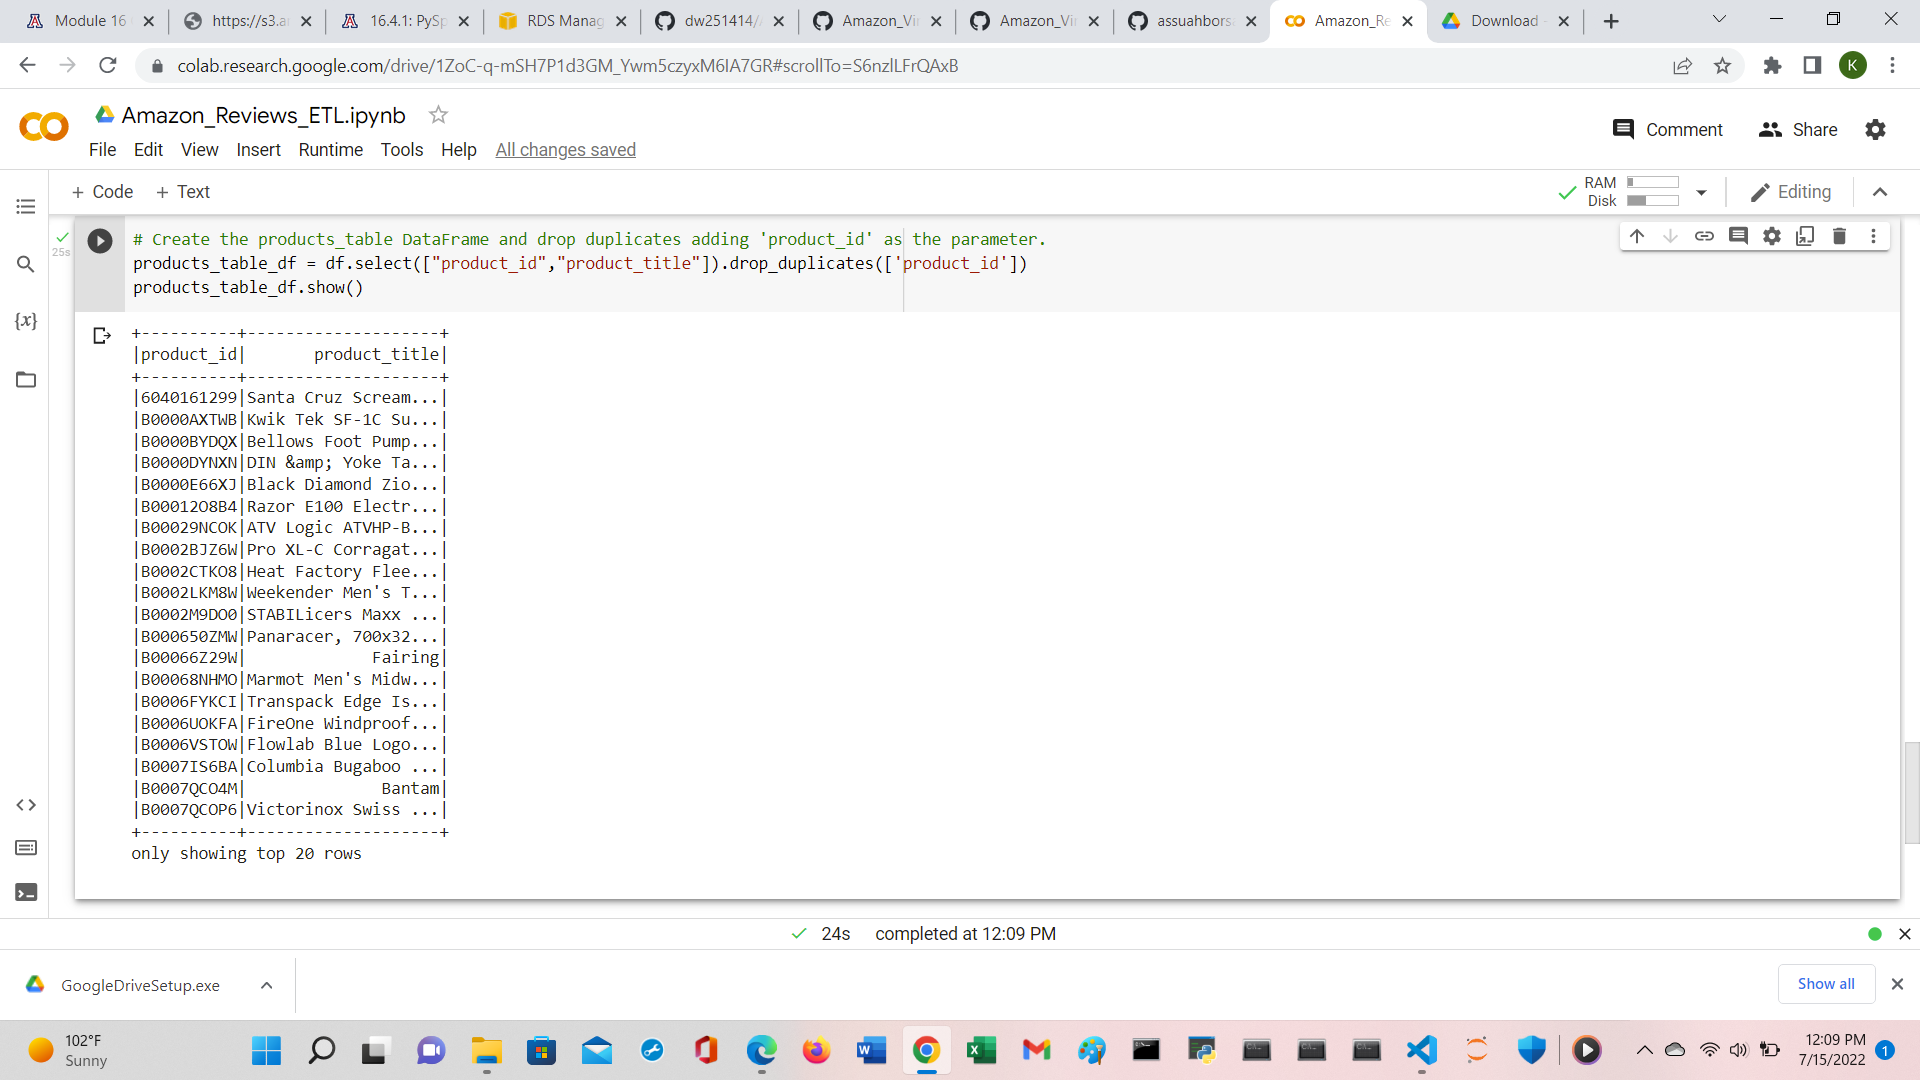 Module 16
https://s3.a
16.4.1: PySp
RDS Manag
dw251414/
Amazon_Vi
Amazon_Vi
assuahbors
Amazon_Re
Download
colab.research.google.com/drive/1ZoC-q-mSH7P1d3GM_Ywm5czyxM6IA7GR#scrollTo=S6nzlLFrQAxB
K
Amazon_Reviews_ETL.ipynb
Comment
Share
File Edit View Insert Runtime Tools Help All changes saved
+ Code + Text
RAM
Disk
Editing
25s
# Create the products_table DataFrame and drop duplicates adding 'product_id' as the parameter.
products_table_df = df.select(["product_id","product_title"]).drop_duplicates(['product_id'])
products_table_df.show()
{x}
+----------+--------------------+
|product_id|       product_title|
+----------+--------------------+
|6040161299|Santa Cruz Scream...|
|B0000AXTWB|Kwik Tek SF-1C Su...|
|B0000BYDQX|Bellows Foot Pump...|
|B0000DYNXN|DIN &amp; Yoke Ta...|
|B0000E66XJ|Black Diamond Zio...|
|B00012O8B4|Razor E100 Electr...|
|B00029NCOK|ATV Logic ATVHP-B...|
|B0002BJZ6W|Pro XL-C Corragat...|
|B0002CTKO8|Heat Factory Flee...|
|B0002LKM8W|Weekender Men's T...|
|B0002M9DO0|STABILicers Maxx ...|
|B000650ZMW|Panaracer, 700x32...|
|B00066Z29W|             Fairing|
|B00068NHMO|Marmot Men's Midw...|
|B0006FYKCI|Transpack Edge Is...|
|B0006UOKFA|FireOne Windproof...|
|B0006VSTOW|Flowlab Blue Logo...|
|B0007IS6BA|Columbia Bugaboo ...|
|B0007QCO4M|              Bantam|
|B0007QCOP6|Victorinox Swiss ...|
+----------+--------------------+
only showing top 20 rows
24s completed at 12:09 PM
GoogleDriveSetup.exe
Show all
102°F
Sunny
12:09 PM
7/15/2022
1